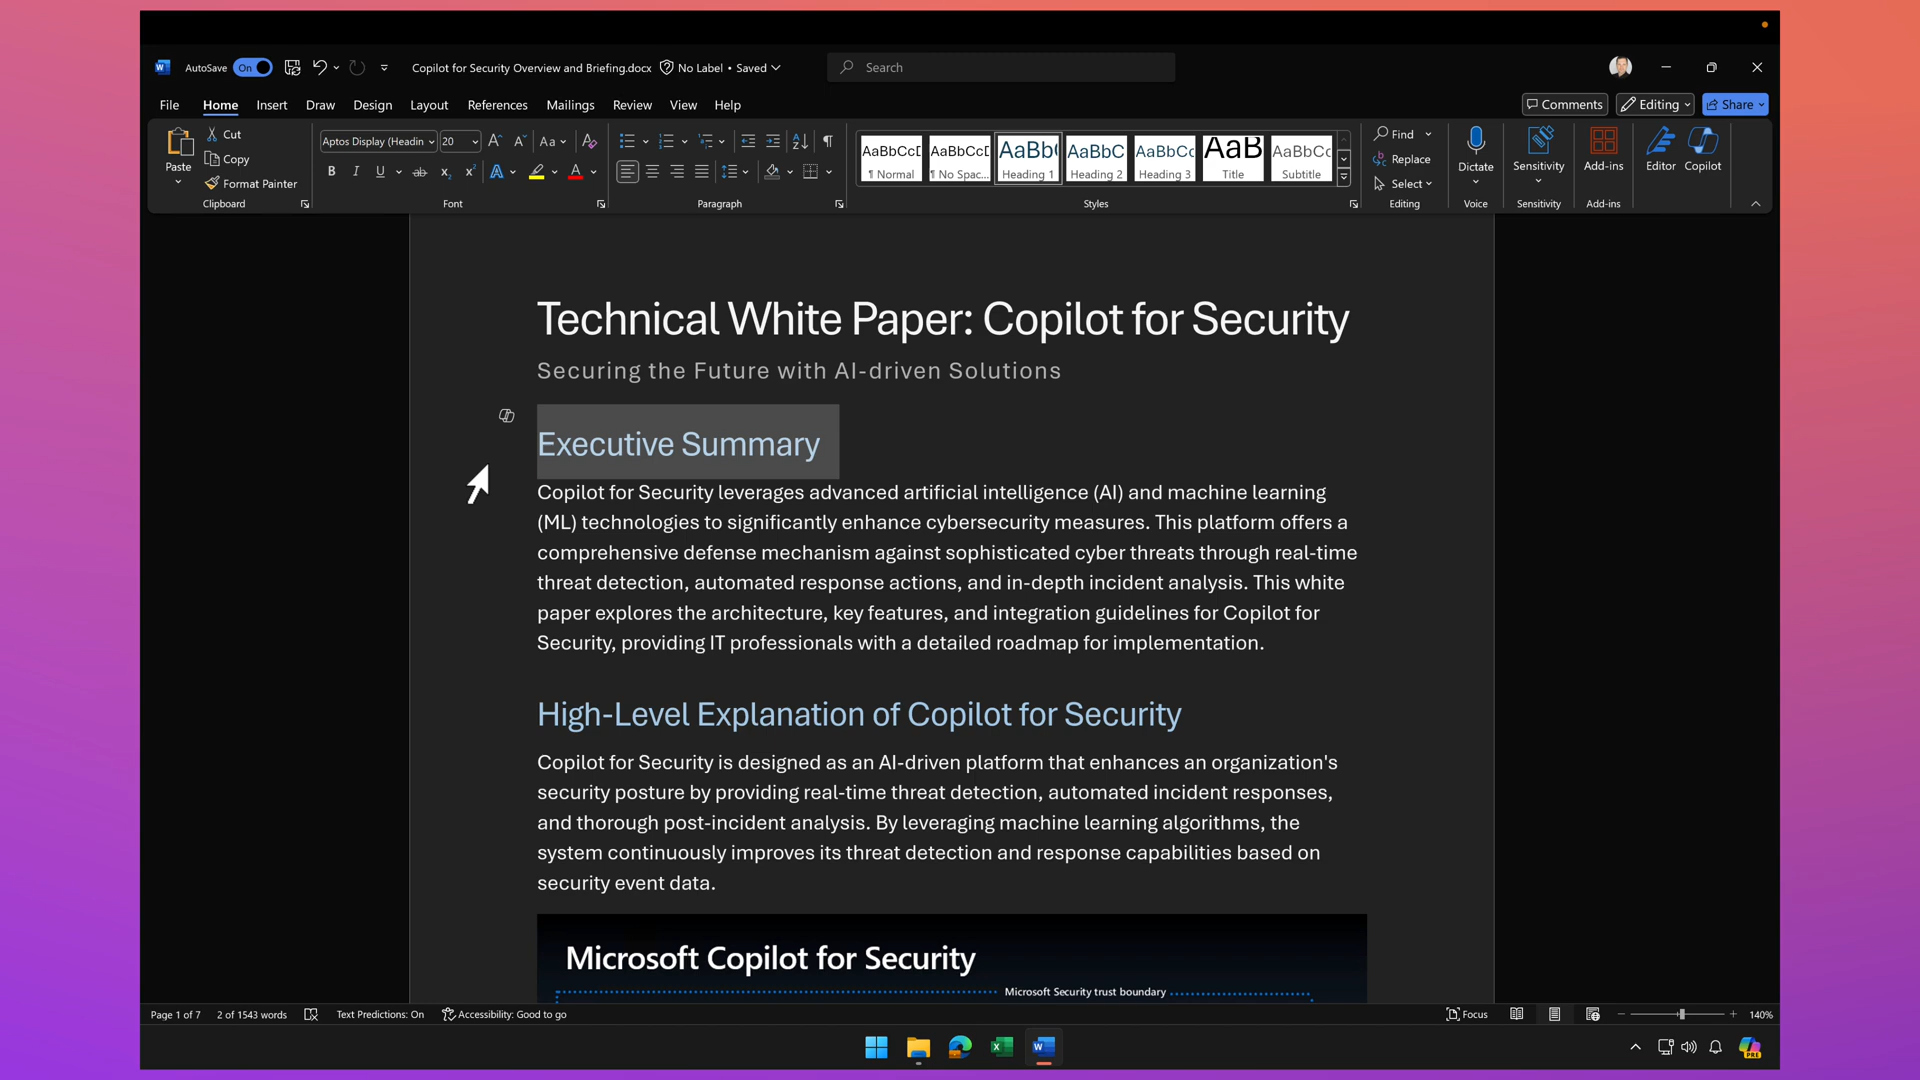 AutoSave On Copilot for Security Overview and Briefing.docx No Label • Saved Search
File Home Insert Draw Design Layout References Mailings Review View Help Comments Editing Share
Paste Cut Copy Format Painter Clipboard
Aptos Display (Headin 20 Aa
B I U ab x₂ x² A A
Font
Paragraph
AaBbCcD AaBbCcD AaBb( AaBbC AaBbCc AaB AaBbCc
¶ Normal ¶ No Spac... Heading 1 Heading 2 Heading 3 Title Subtitle
Styles
Find Replace Select Editing
Dictate Voice
Sensitivity Sensitivity
Add-ins Add-ins
Editor Copilot
Technical White Paper: Copilot for Security
Securing the Future with AI-driven Solutions
Executive Summary
Copilot for Security leverages advanced artificial intelligence (AI) and machine learning
(ML) technologies to significantly enhance cybersecurity measures. This platform offers a
comprehensive defense mechanism against sophisticated cyber threats through real-time
threat detection, automated response actions, and in-depth incident analysis. This white
paper explores the architecture, key features, and integration guidelines for Copilot for
Security, providing IT professionals with a detailed roadmap for implementation.
High-Level Explanation of Copilot for Security
Copilot for Security is designed as an AI-driven platform that enhances an organization's
security posture by providing real-time threat detection, automated incident responses,
and thorough post-incident analysis. By leveraging machine learning algorithms, the
system continuously improves its threat detection and response capabilities based on
security event data.
Microsoft Copilot for Security
Microsoft Security trust boundary
Page 1 of 7 2 of 1543 words Text Predictions: On Accessibility: Good to go Focus 140%
PRE